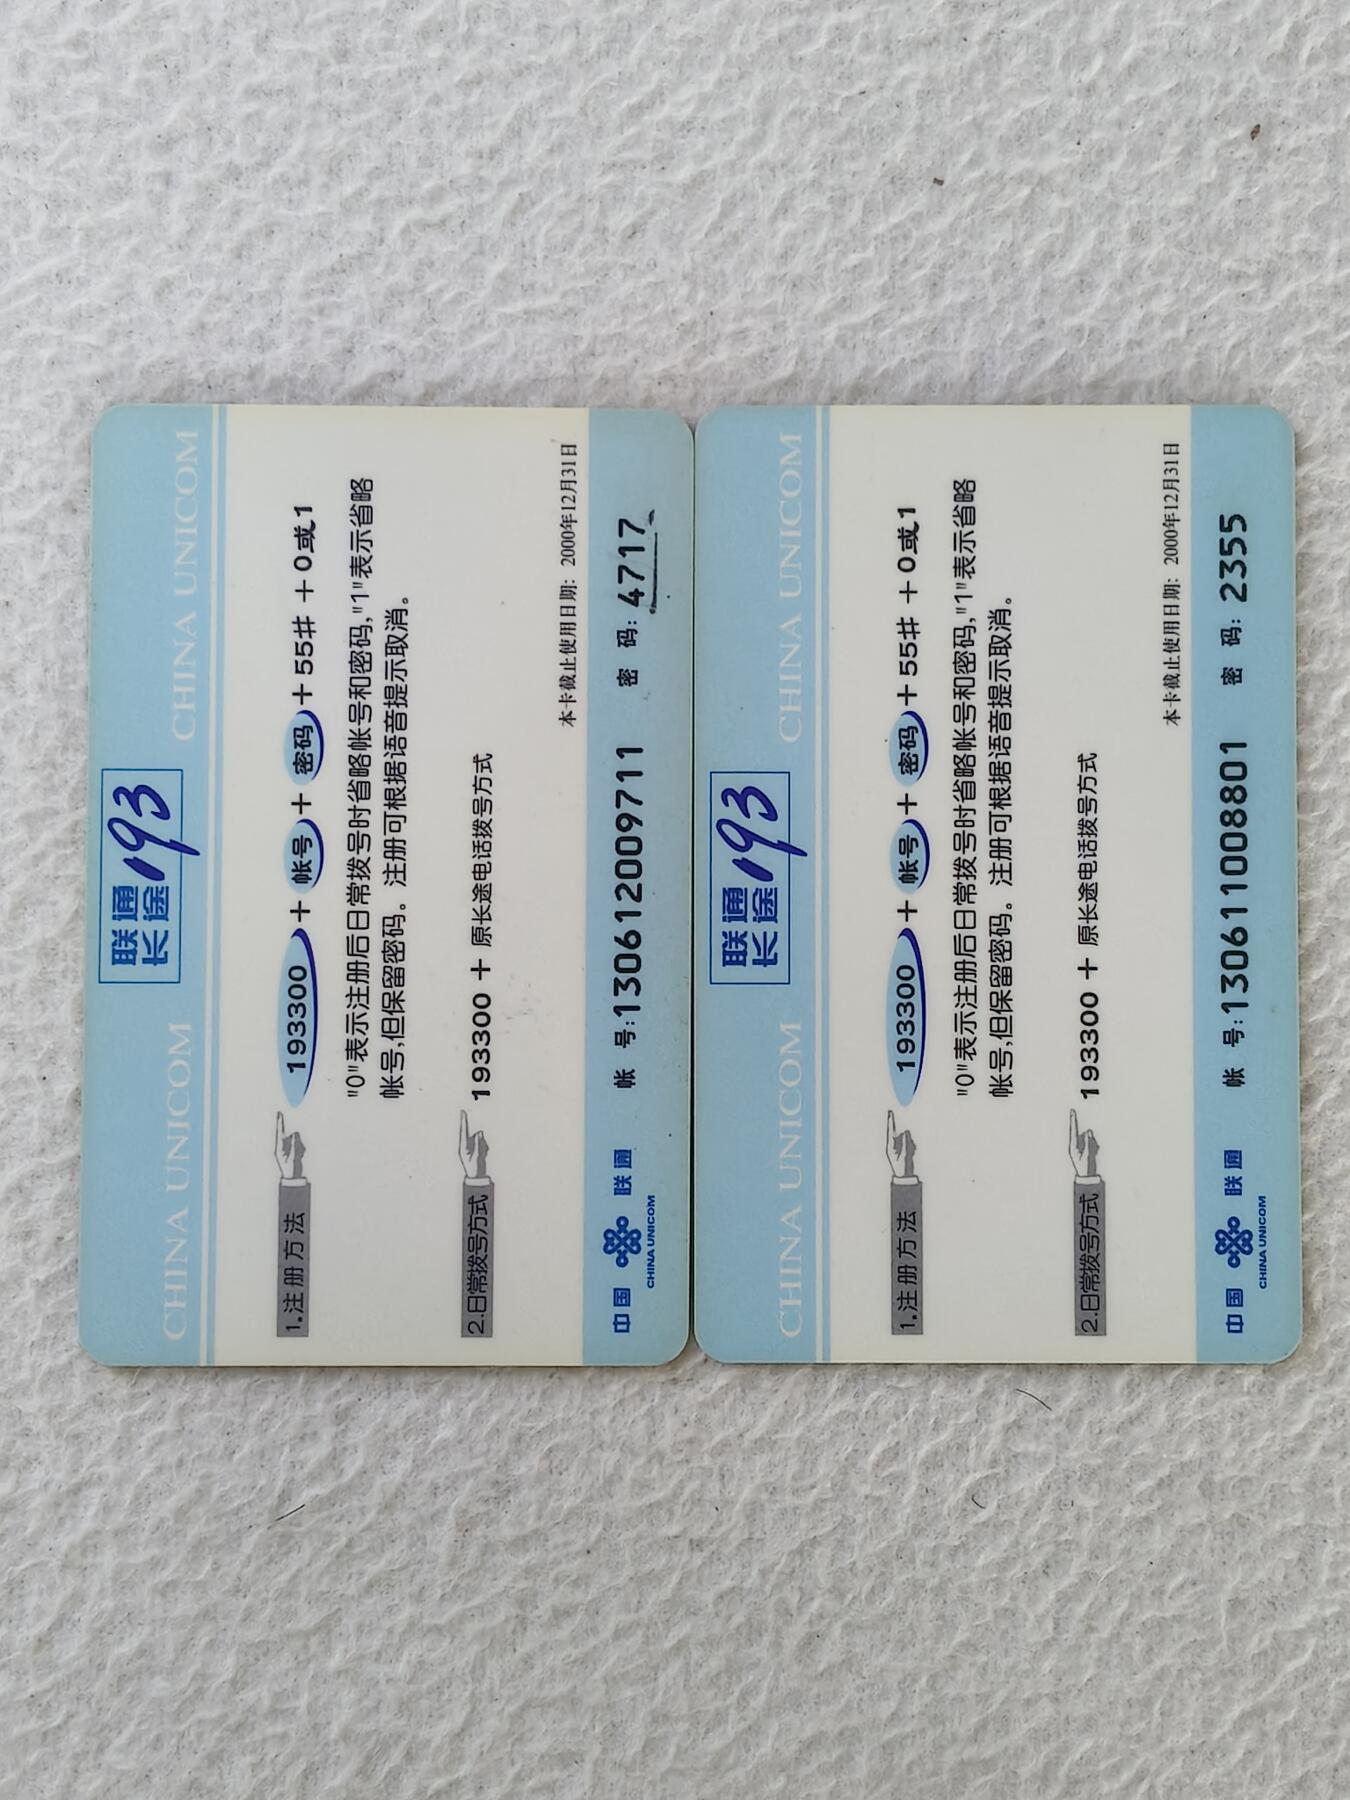 联通
长途193
CHINA UNICOM CHINA UNICOM
1.注册方法 193300 + 帐号 + 密码 + 55# + 0或1
"0"表示注册后日常拨号时省略帐号和密码,"1"表示省略
帐号,但保留密码。注册可根据语音提示取消。
2.日常拨号方式 193300 + 原长途电话拨号方式
本卡截止使用日期: 2000年12月31日
中国 联通 帐 号:1306120097​11 密 码: 4717
CHINA UNICOM
联通
长途193
CHINA UNICOM CHINA UNICOM
1.注册方法 193300 + 帐号 + 密码 + 55# + 0或1
"0"表示注册后日常拨号时省略帐号和密码,"1"表示省略
帐号,但保留密码。注册可根据语音提示取消。
2.日常拨号方式 193300 + 原长途电话拨号方式
本卡截止使用日期: 2000年12月31日
中国 联通 帐 号:130611008801 密 码: 2355
CHINA UNICOM